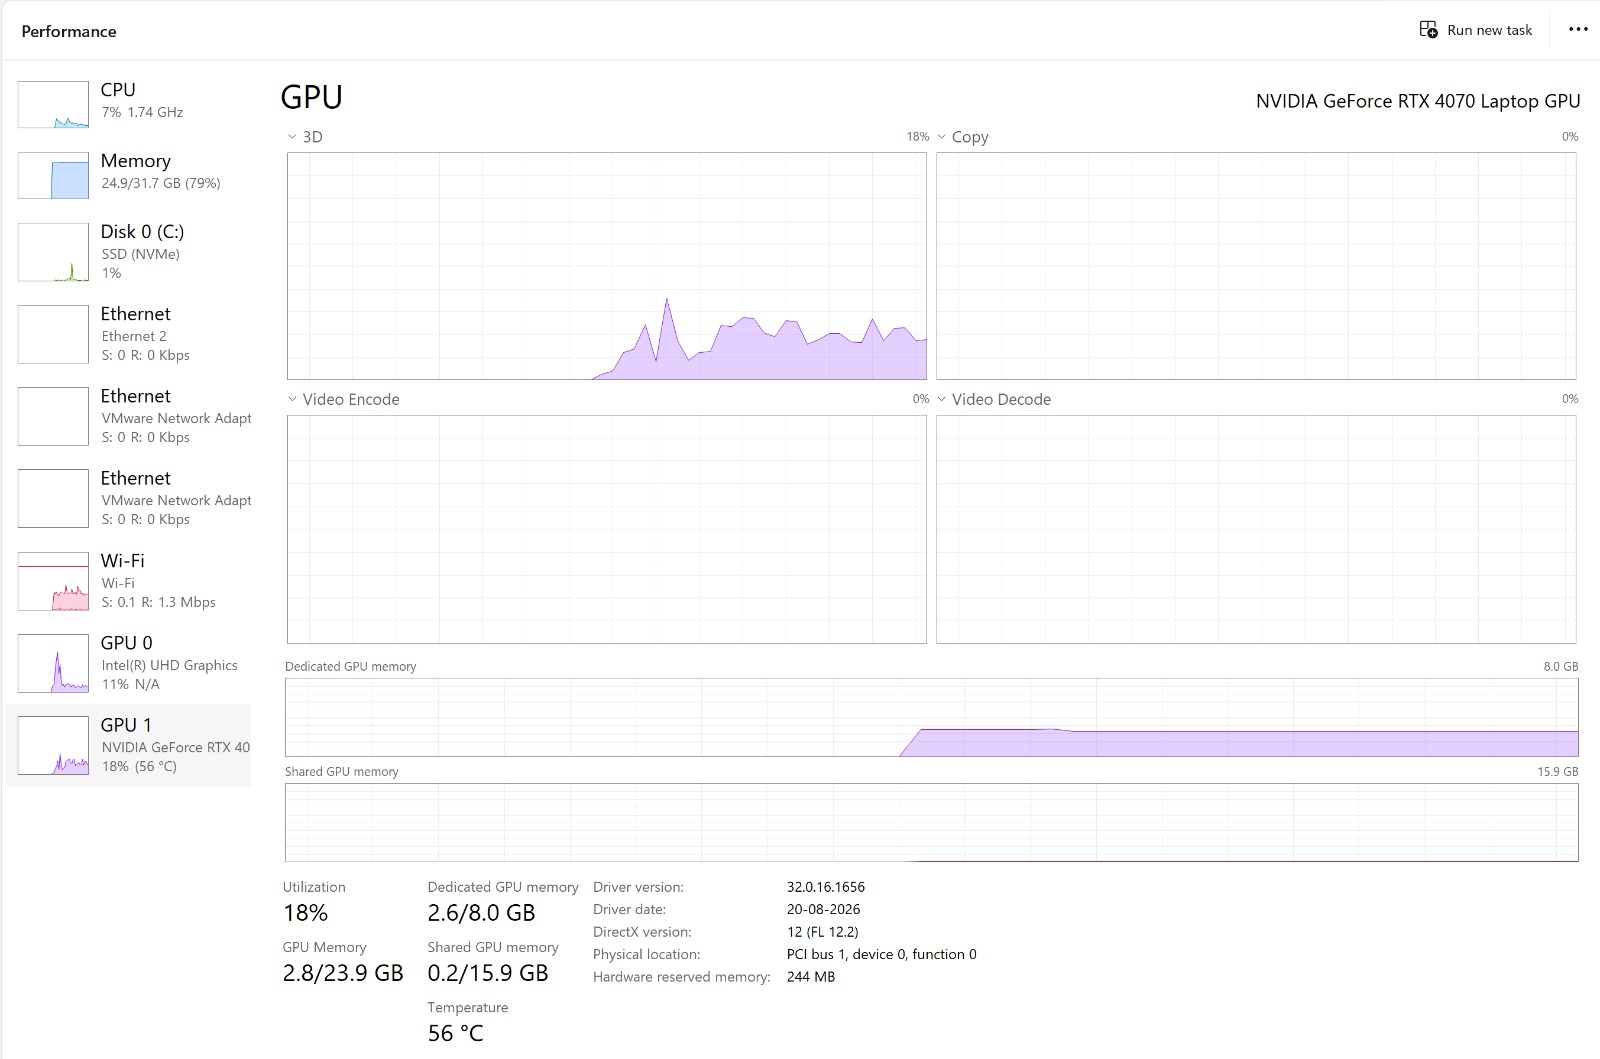 Performance
Run new task
CPU
7% 1.74 GHz
Memory
24.9/31.7 GB (79%)
Disk 0 (C:)
SSD (NVMe)
1%
Ethernet
Ethernet 2
S: 0 R: 0 Kbps
Ethernet
VMware Network Adapt
S: 0 R: 0 Kbps
Ethernet
VMware Network Adapt
S: 0 R: 0 Kbps
Wi-Fi
Wi-Fi
S: 0.1 R: 1.3 Mbps
GPU 0
Intel(R) UHD Graphics
11% N/A
GPU 1
NVIDIA GeForce RTX 40
18% (56 °C)
GPU
NVIDIA GeForce RTX 4070 Laptop GPU
3D 18%
Copy 0%
Video Encode 0%
Video Decode 0%
Dedicated GPU memory 8.0 GB
Shared GPU memory 15.9 GB
Utilization
18%
Dedicated GPU memory
2.6/8.0 GB
GPU Memory
2.8/23.9 GB
Shared GPU memory
0.2/15.9 GB
Temperature
56 °C
Driver version: 32.0.16.1656
Driver date: 20-08-2026
DirectX version: 12 (FL 12.2)
Physical location: PCI bus 1, device 0, function 0
Hardware reserved memory: 244 MB